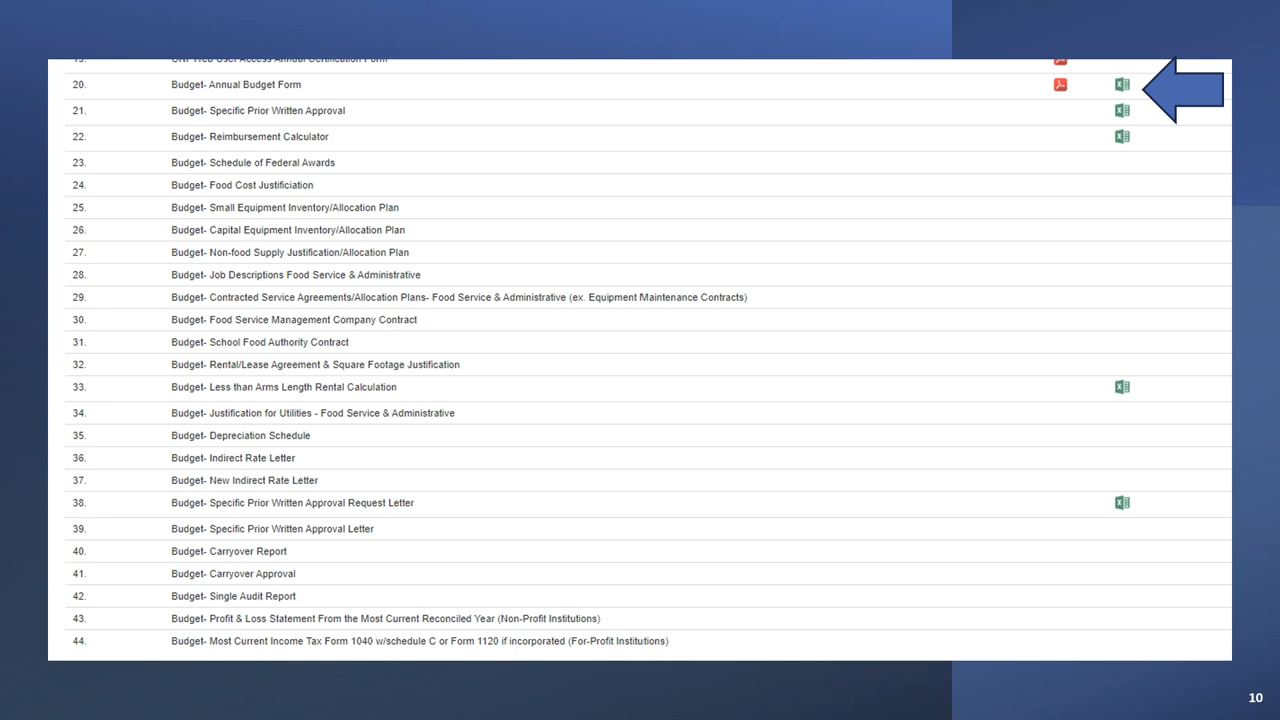 19. CNP Web User Access Annual Certification Form
20. Budget- Annual Budget Form
21. Budget- Specific Prior Written Approval
22. Budget- Reimbursement Calculator
23. Budget- Schedule of Federal Awards
24. Budget- Food Cost Justificiation
25. Budget- Small Equipment Inventory/Allocation Plan
26. Budget- Capital Equipment Inventory/Allocation Plan
27. Budget- Non-food Supply Justification/Allocation Plan
28. Budget- Job Descriptions Food Service & Administrative
29. Budget- Contracted Service Agreements/Allocation Plans- Food Service & Administrative (ex. Equipment Maintenance Contracts)
30. Budget- Food Service Management Company Contract
31. Budget- School Food Authority Contract
32. Budget- Rental/Lease Agreement & Square Footage Justification
33. Budget- Less than Arms Length Rental Calculation
34. Budget- Justification for Utilities - Food Service & Administrative
35. Budget- Depreciation Schedule
36. Budget- Indirect Rate Letter
37. Budget- New Indirect Rate Letter
38. Budget- Specific Prior Written Approval Request Letter
39. Budget- Specific Prior Written Approval Letter
40. Budget- Carryover Report
41. Budget- Carryover Approval
42. Budget- Single Audit Report
43. Budget- Profit & Loss Statement From the Most Current Reconciled Year (Non-Profit Institutions)
44. Budget- Most Current Income Tax Form 1040 w/schedule C or Form 1120 if incorporated (For-Profit Institutions)
10